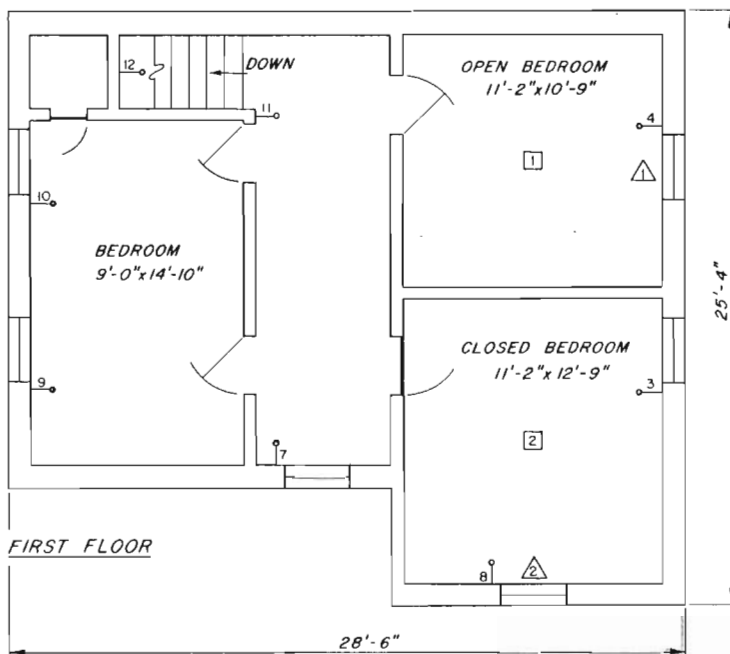 12
DOWN
OPEN BEDROOM
11'-2"x10'-9"
11
4
1
1
10
BEDROOM
9'-0"x14'-10"
25'-4"
CLOSED BEDROOM
11'-2"x 12'-9"
9
3
2
7
FIRST FLOOR
8
2
28'-6"